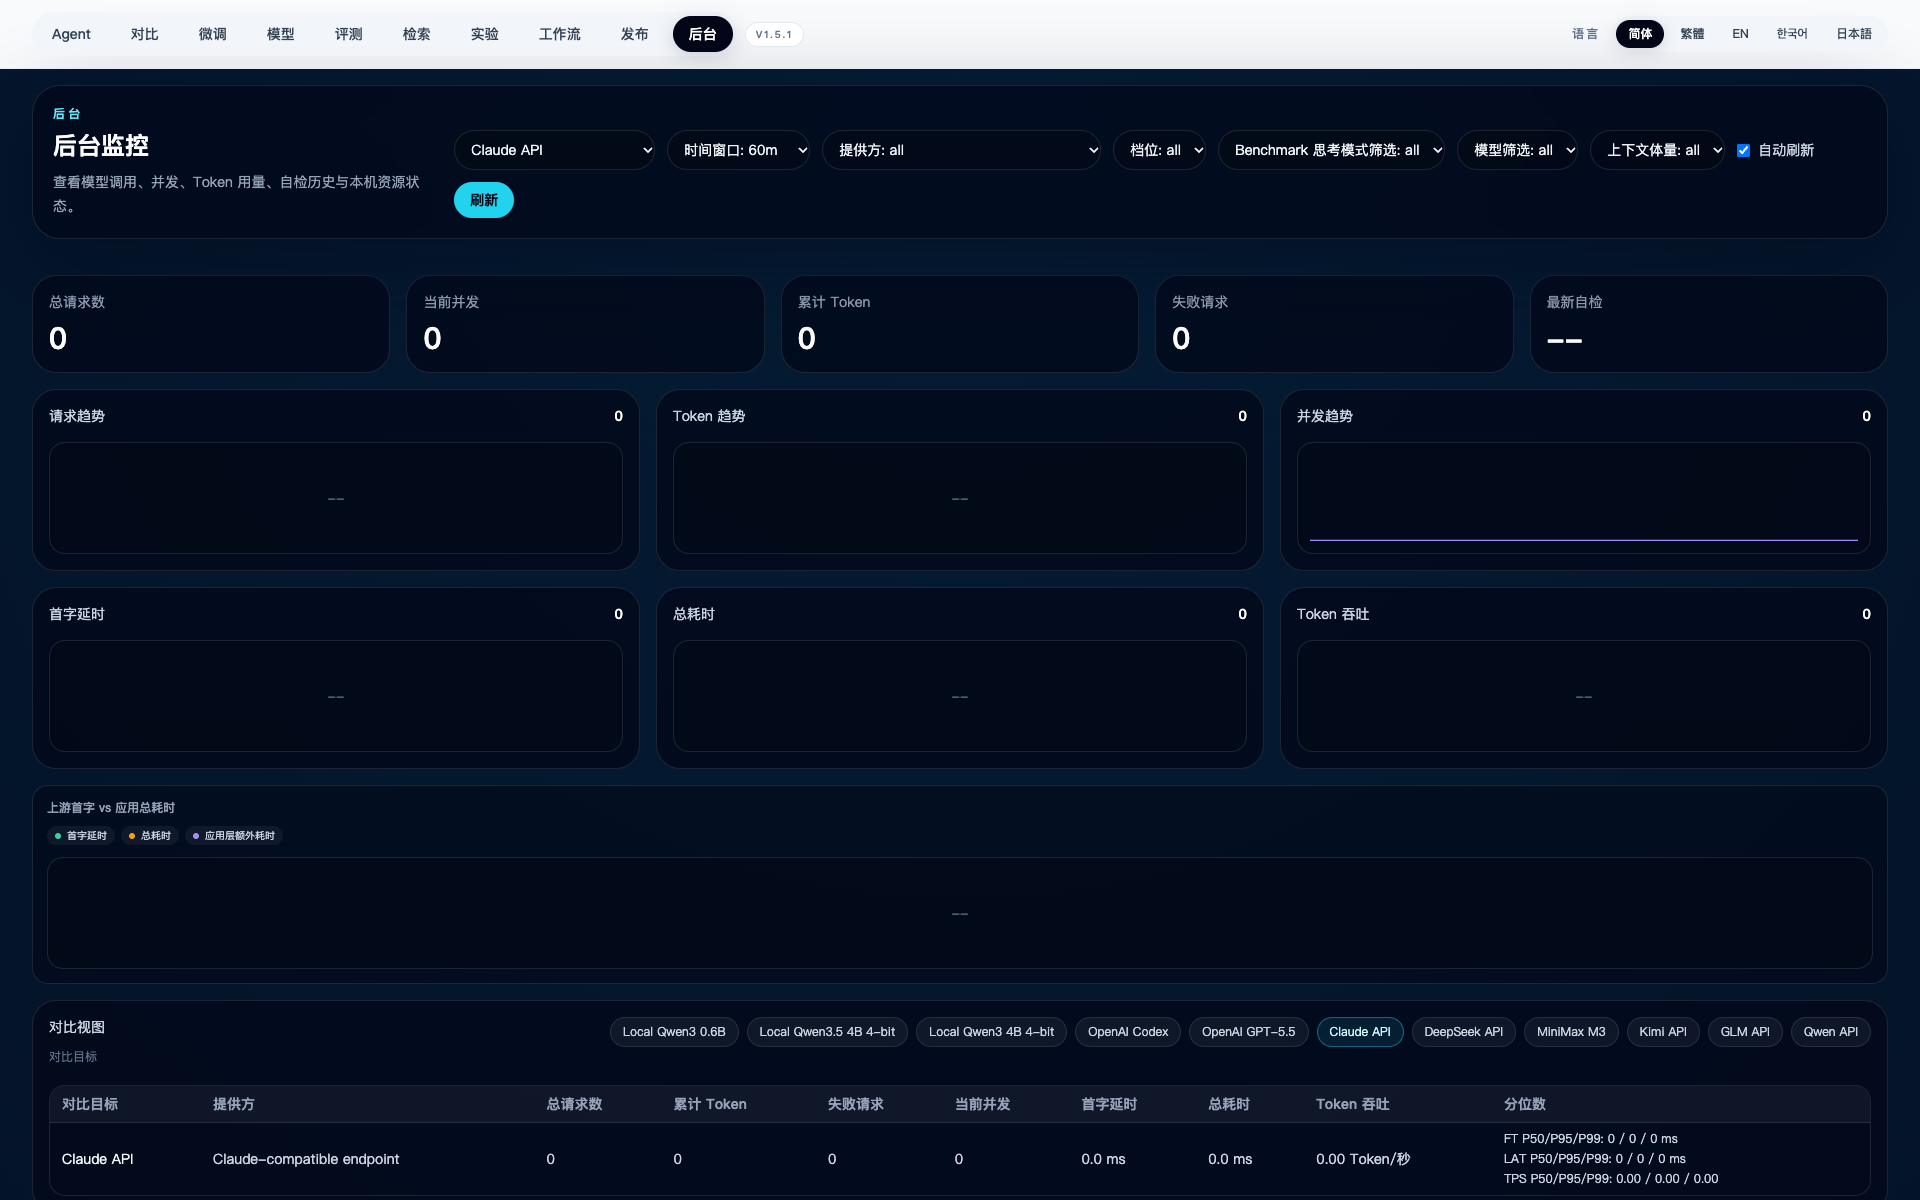 Agent 对比 微调 模型 评测 检索 实验 工作流 发布 后台 V1.5.1 语言 简体 繁體 EN 한국어 日本語
后台
后台监控
查看模型调用、并发、Token 用量、自检历史与本机资源状态。
Claude API 时间窗口: 60m 提供方: all 档位: all Benchmark 思考模式筛选: all 模型筛选: all 上下文体量: all 自动刷新
刷新
总请求数 当前并发 累计 Token 失败请求 最新自检
0 0 0 0 --
请求趋势 0 Token 趋势 0 并发趋势 0
-- --
首字延时 0 总耗时 0 Token 吞吐 0
-- -- --
上游首字 vs 应用总耗时
首字延时 总耗时 应用层额外耗时
--
对比视图 Local Qwen3 0.6B Local Qwen3.5 4B 4-bit Local Qwen3 4B 4-bit OpenAI Codex OpenAI GPT-5.5 Claude API DeepSeek API MiniMax M3 Kimi API GLM API Qwen API
对比目标
对比目标 提供方 总请求数 累计 Token 失败请求 当前并发 首字延时 总耗时 Token 吞吐 分位数
Claude API Claude-compatible endpoint 0 0 0 0 0.0 ms 0.0 ms 0.00 Token/秒
FT P50/P95/P99: 0 / 0 / 0 ms
LAT P50/P95/P99: 0 / 0 / 0 ms
TPS P50/P95/P99: 0.00 / 0.00 / 0.00